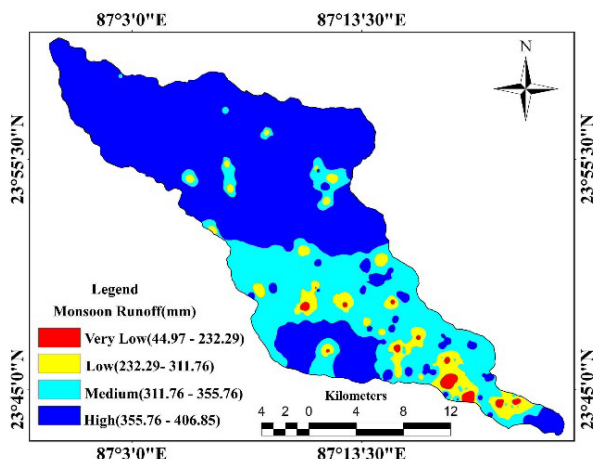 87°3'0"E 87°13'30"E
N
23°55'30"N 23°55'30"N
Legend
Monsoon Runoff(mm)
Very Low(44.97 - 232.29)
Low(232.29- 311.76)
Medium(311.76 - 355.76)
High(355.76 - 406.85)
23°45'0"N 23°45'0"N
Kilometers
4 2 0 4 8 12
87°3'0"E 87°13'30"E